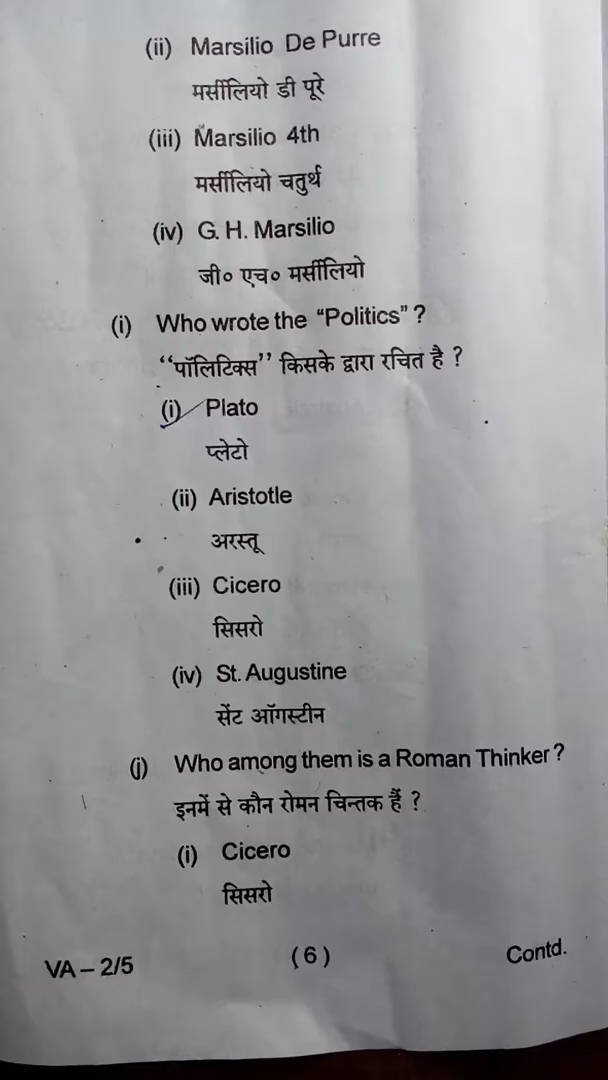 (ii) Marsilio De Purre
मर्सीलियो डी पूरे
(iii) Marsilio 4th
मर्सीलियो चतुर्थ
(iv) G. H. Marsilio
जी० एच० मर्सीलियो
(i) Who wrote the “Politics” ?
‘‘पॉलिटिक्स’’ किसके द्वारा रचित है ?
(i) Plato
प्लेटो
(ii) Aristotle
अरस्तू
(iii) Cicero
सिसरो
(iv) St. Augustine
सेंट ऑगस्टीन
(j) Who among them is a Roman Thinker ?
इनमें से कौन रोमन चिन्तक हैं ?
(i) Cicero
सिसरो
VA – 2/5 (6) Contd.